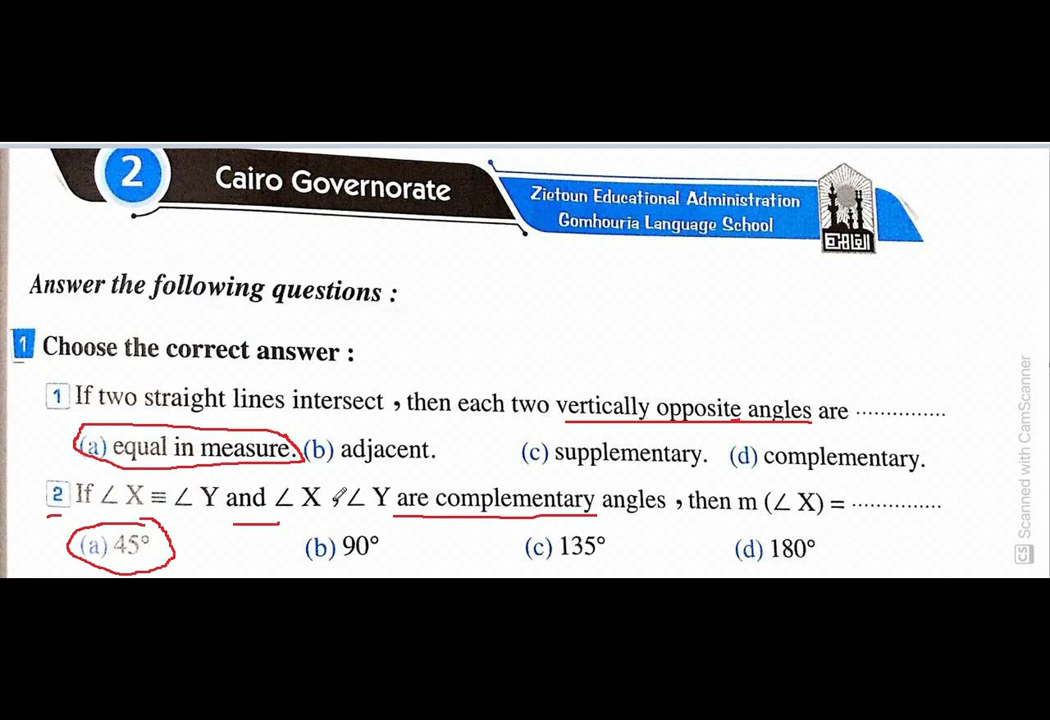 2 Cairo Governorate
Zietoun Educational Administration
Gomhouria Language School
القاهرة
Answer the following questions :
1 Choose the correct answer :
1 If two straight lines intersect , then each two vertically opposite angles are ...............
(a) equal in measure. (b) adjacent. (c) supplementary. (d) complementary.
2 If ∠ X ≡ ∠ Y and ∠ X , ∠ Y are complementary angles , then m (∠ X) = ...............
(a) 45° (b) 90° (c) 135° (d) 180°
CS Scanned with CamScanner